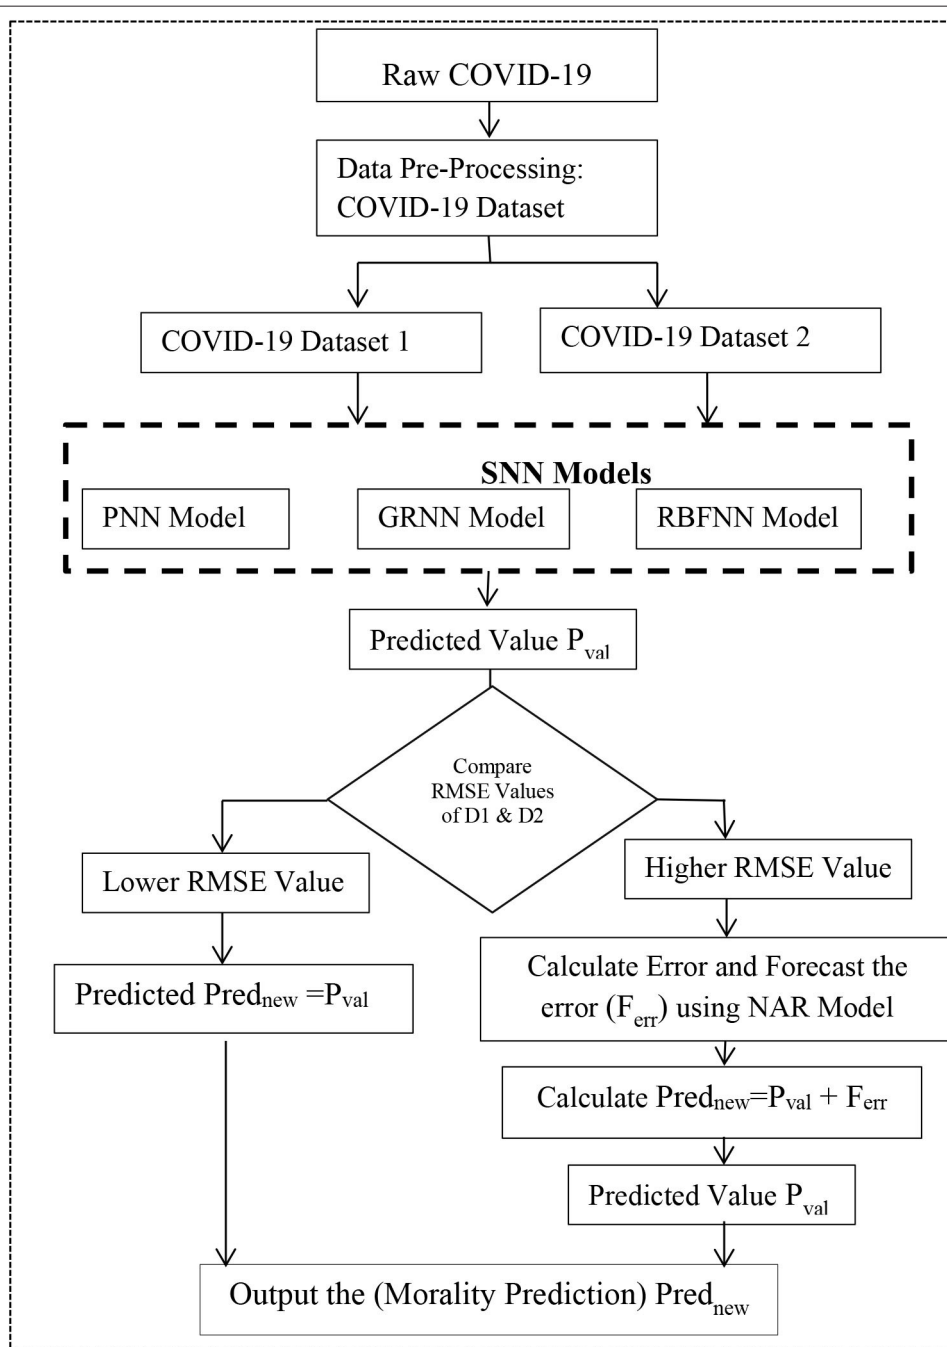 Raw COVID-19
Data Pre-Processing:
COVID-19 Dataset
COVID-19 Dataset 1
COVID-19 Dataset 2
SNN Models
PNN Model
GRNN Model
RBFNN Model
Predicted Value Pval
Compare
RMSE Values
of D1 & D2
Lower RMSE Value
Higher RMSE Value
Predicted Prednew =Pval
Calculate Error and Forecast the
error (Ferr) using NAR Model
Calculate Prednew=Pval + Ferr
Predicted Value Pval
Output the (Morality Prediction) Prednew